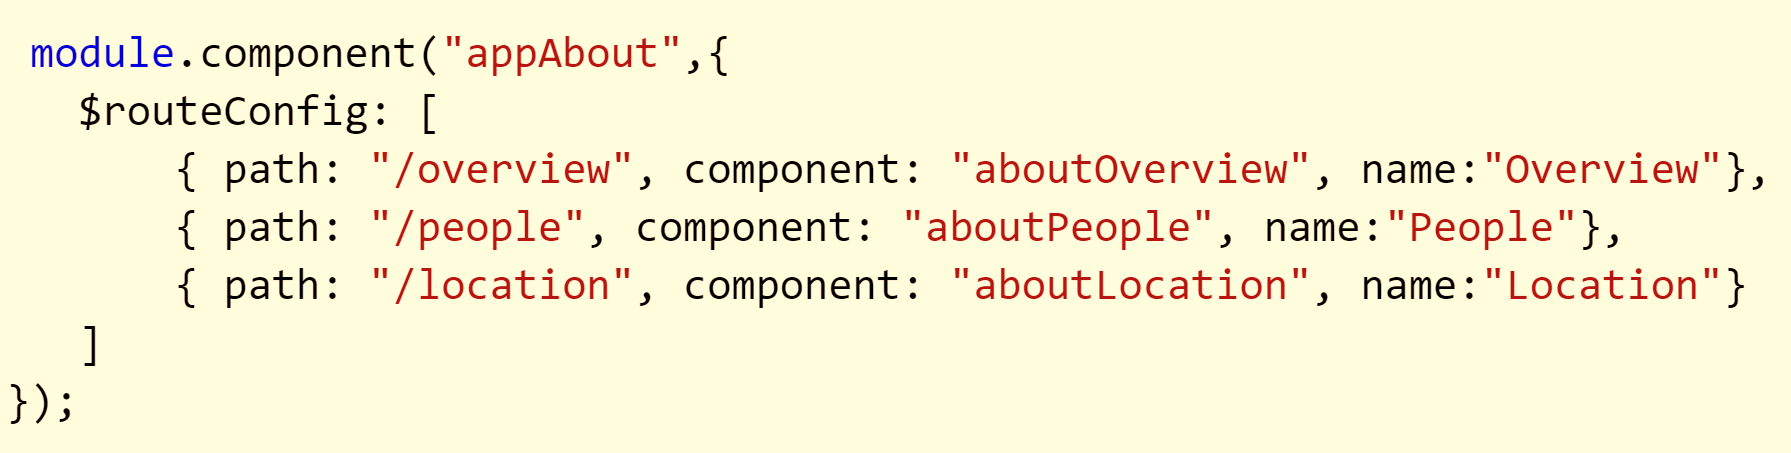 module.component("appAbout",{
$routeConfig: [
{ path: "/overview", component: "aboutOverview", name:"Overview"},
{ path: "/people", component: "aboutPeople", name:"People"},
{ path: "/location", component: "aboutLocation", name:"Location"}
]
});